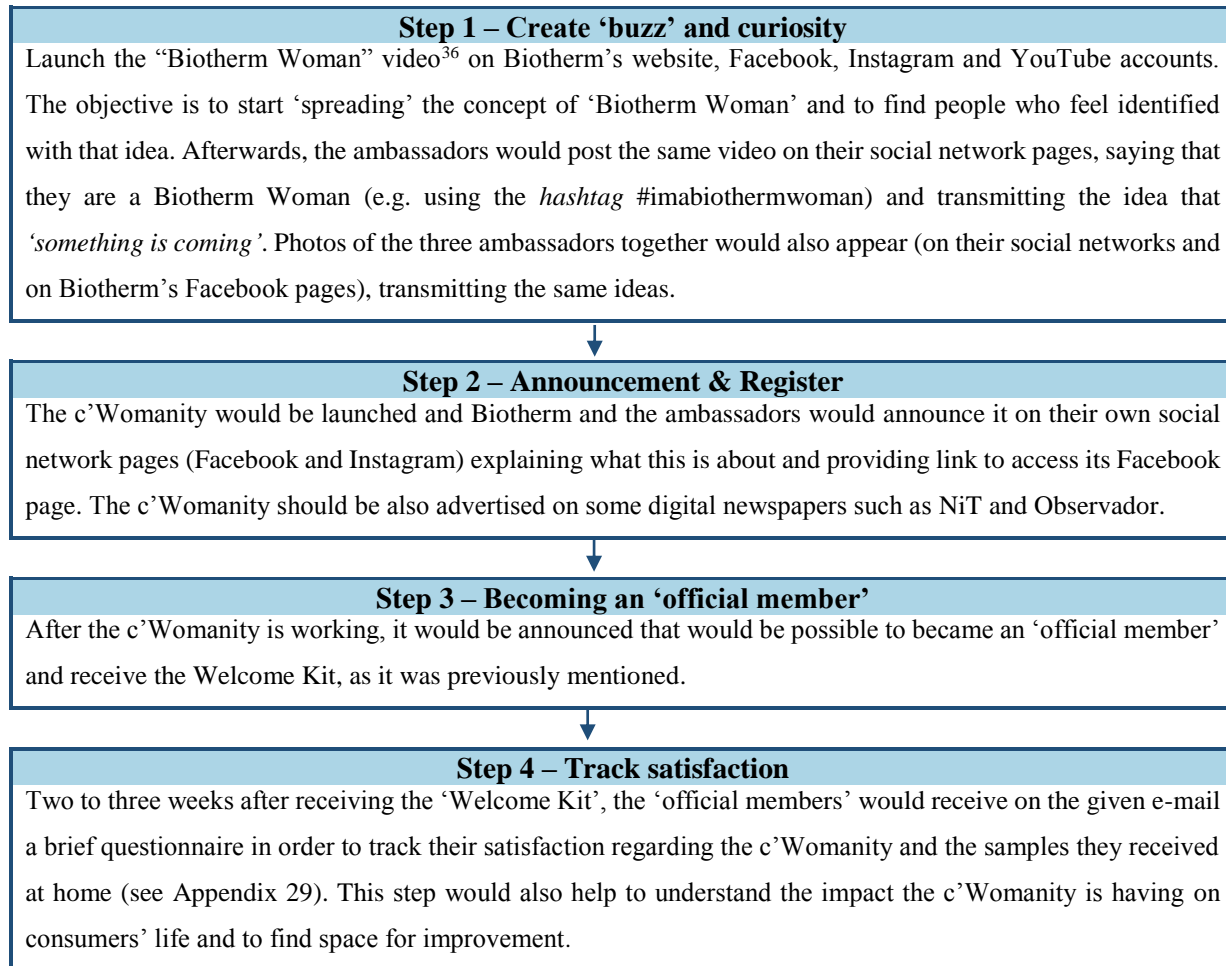 Step 1 – Create ‘buzz’ and curiosity
Launch the “Biotherm Woman” video36 on Biotherm’s website, Facebook, Instagram and YouTube accounts.
The objective is to start ‘spreading’ the concept of ‘Biotherm Woman’ and to find people who feel identified
with that idea. Afterwards, the ambassadors would post the same video on their social network pages, saying that
they are a Biotherm Woman (e.g. using the hashtag #imabiothermwoman) and transmitting the idea that
‘something is coming’. Photos of the three ambassadors together would also appear (on their social networks and
on Biotherm’s Facebook pages), transmitting the same ideas.
Step 2 – Announcement & Register
The c’Womanity would be launched and Biotherm and the ambassadors would announce it on their own social
network pages (Facebook and Instagram) explaining what this is about and providing link to access its Facebook
page. The c’Womanity should be also advertised on some digital newspapers such as NiT and Observador.
Step 3 – Becoming an ‘official member’
After the c’Womanity is working, it would be announced that would be possible to became an ‘official member’
and receive the Welcome Kit, as it was previously mentioned.
Step 4 – Track satisfaction
Two to three weeks after receiving the ‘Welcome Kit’, the ‘official members’ would receive on the given e-mail
a brief questionnaire in order to track their satisfaction regarding the c’Womanity and the samples they received
at home (see Appendix 29). This step would also help to understand the impact the c’Womanity is having on
consumers’ life and to find space for improvement.